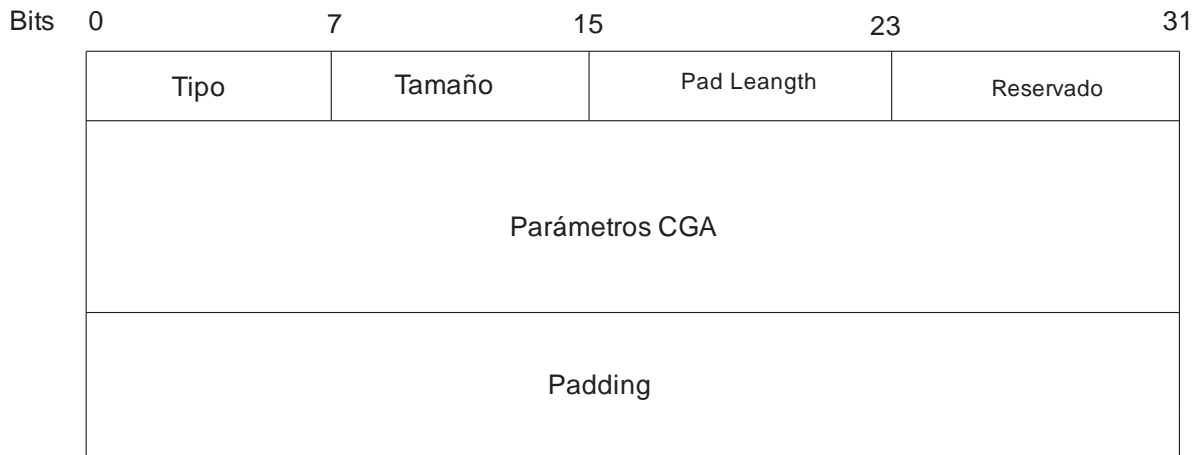 Bits 0 7 15 23 31
Tipo Tamaño Pad Leangth Reservado
Parámetros CGA
Padding